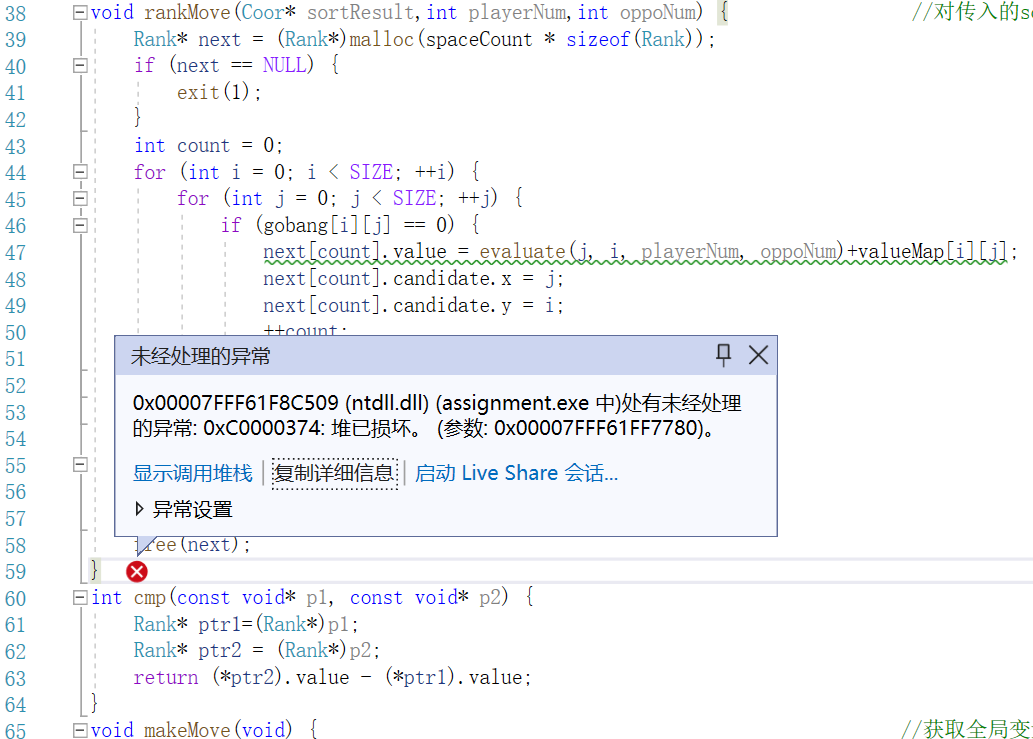 38 void rankMove(Coor* sortResult,int playerNum,int oppoNum) { //对传入的so
39 Rank* next = (Rank*)malloc(spaceCount * sizeof(Rank));
40 if (next == NULL) {
41 exit(1);
42 }
43 int count = 0;
44 for (int i = 0; i < SIZE; ++i) {
45 for (int j = 0; j < SIZE; ++j) {
46 if (gobang[i][j] == 0) {
47 next[count].value = evaluate(j, i, playerNum, oppoNum)+valueMap[i][j];
48 next[count].candidate.x = j;
49 next[count].candidate.y = i;
50 ++count;
51 未经处理的异常
52
53 0x00007FFF61F8C509 (ntdll.dll) (assignment.exe 中)处有未经处理
54 的异常: 0xC0000374: 堆已损坏。 (参数: 0x00007FFF61FF7780)。
55
56 显示调用堆栈 | 复制详细信息 | 启动 Live Share 会话...
57 异常设置
58 free(next);
59 }
60 int cmp(const void* p1, const void* p2) {
61 Rank* ptr1=(Rank*)p1;
62 Rank* ptr2 = (Rank*)p2;
63 return (*ptr2).value - (*ptr1).value;
64 }
65 void makeMove(void) { //获取全局变